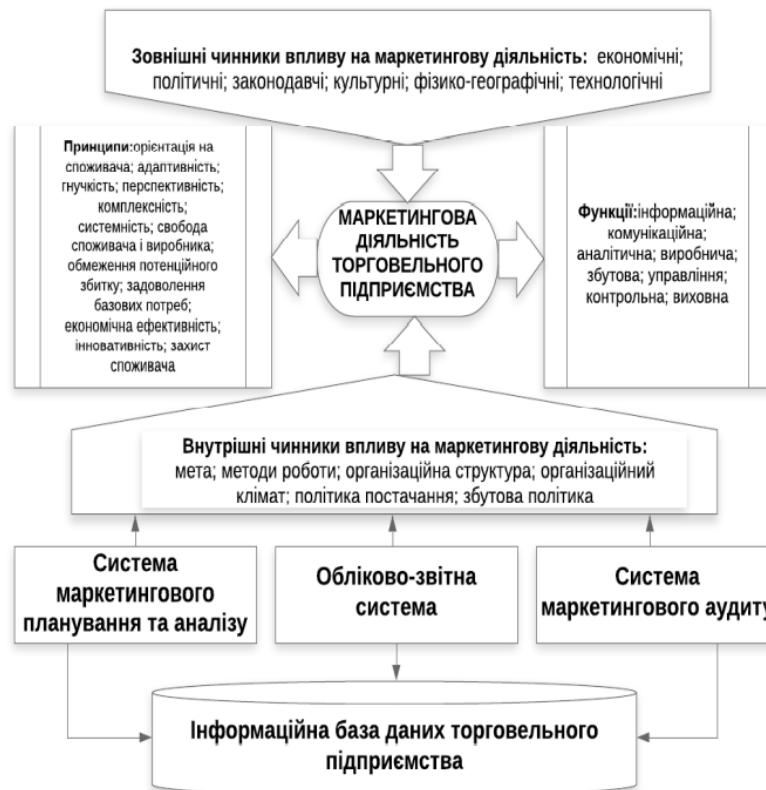 Зовнішні чинники впливу на маркетингову діяльність: економічні;
політичні; законодавчі; культурні; фізико-географічні; технологічні
Принципи:орієнтація на
споживача; адаптивність;
гнучкість; перспективність;
комплексність;
системність; свобода
споживача і виробника;
обмеження потенційного
збитку; задоволення
базових потреб;
економічна ефективність;
інновативність; захист
споживача
МАРКЕТИНГОВА
ДІЯЛЬНІСТЬ
ТОРГОВЕЛЬНОГО
ПІДПРИЄМСТВА
Функції:інформаційна;
комунікаційна;
аналітична; виробнича;
збутова; управління;
контрольна; виховна
Внутрішні чинники впливу на маркетингову діяльність:
мета; методи роботи; організаційна структура; організаційний
клімат; політика постачання; збутова політика
Система
маркетингового
планування та аналізу
Обліково-звітна
система
Система
маркетингового аудиту
Інформаційна база даних торговельного
підприємства